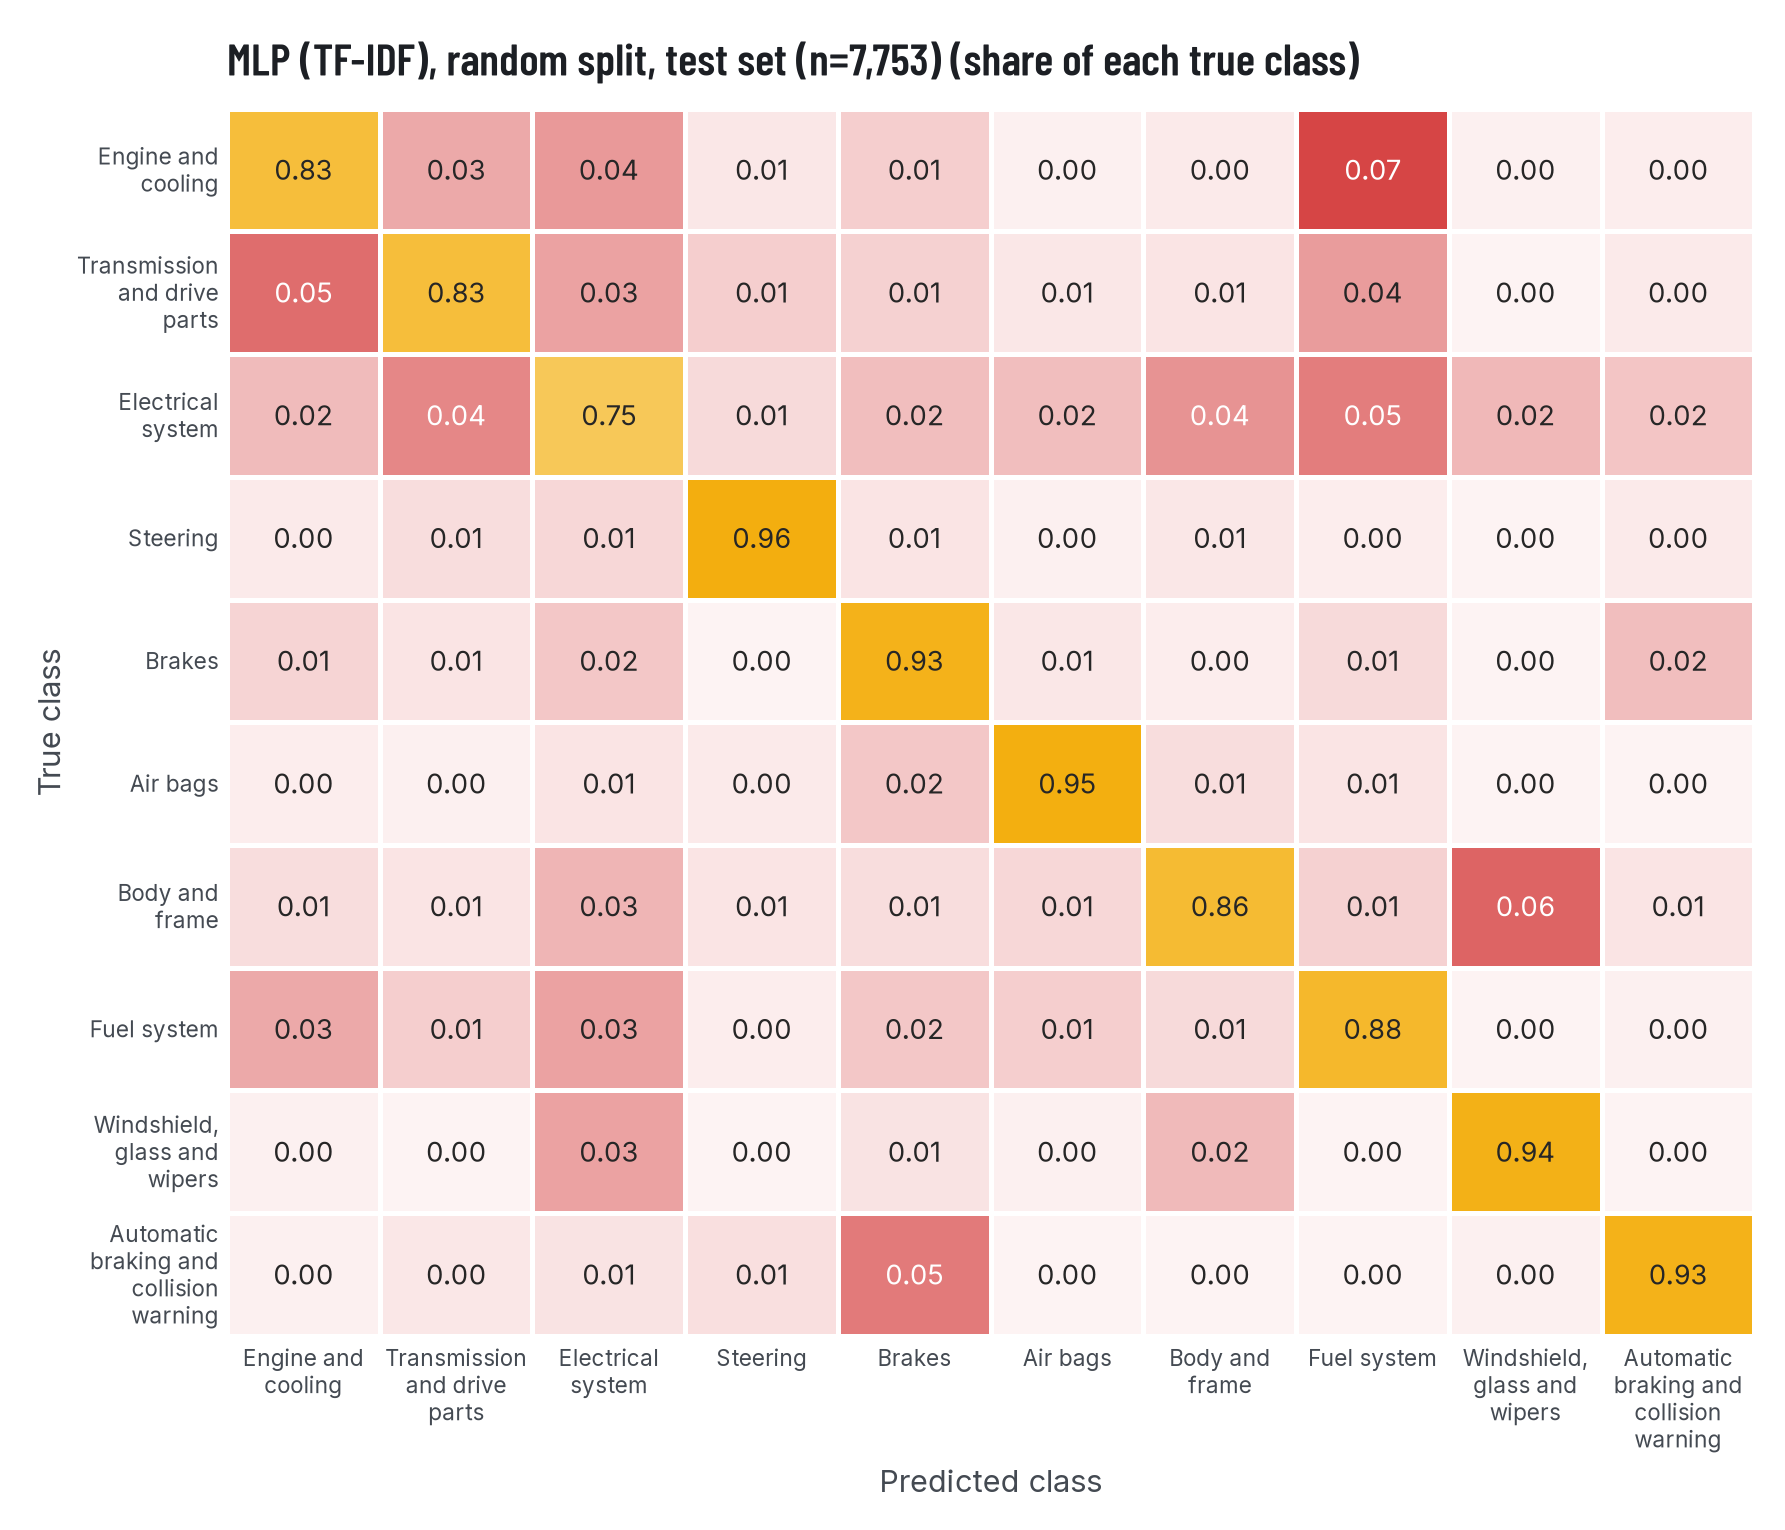 MLP (TF-IDF), random split, test set (n=7,753) (share of each true class)
Engine and
cooling
0.83 0.03 0.04 0.01 0.01 0.00 0.00 0.07 0.00 0.00
Transmission
and drive
parts
0.05 0.83 0.03 0.01 0.01 0.01 0.01 0.04 0.00 0.00
Electrical
system
0.02 0.04 0.75 0.01 0.02 0.02 0.04 0.05 0.02 0.02
Steering
0.00 0.01 0.01 0.96 0.01 0.00 0.01 0.00 0.00 0.00
Brakes
0.01 0.01 0.02 0.00 0.93 0.01 0.00 0.01 0.00 0.02
Air bags
0.00 0.00 0.01 0.00 0.02 0.95 0.01 0.01 0.00 0.00
Body and
frame
0.01 0.01 0.03 0.01 0.01 0.01 0.86 0.01 0.06 0.01
Fuel system
0.03 0.01 0.03 0.00 0.02 0.01 0.01 0.88 0.00 0.00
Windshield,
glass and
wipers
0.00 0.00 0.03 0.00 0.01 0.00 0.02 0.00 0.94 0.00
Automatic
braking and
collision
warning
0.00 0.00 0.01 0.01 0.05 0.00 0.00 0.00 0.00 0.93
True class
Engine and
cooling
Transmission
and drive
parts
Electrical
system
Steering
Brakes
Air bags
Body and
frame
Fuel system
Windshield,
glass and
wipers
Automatic
braking and
collision
warning
Predicted class